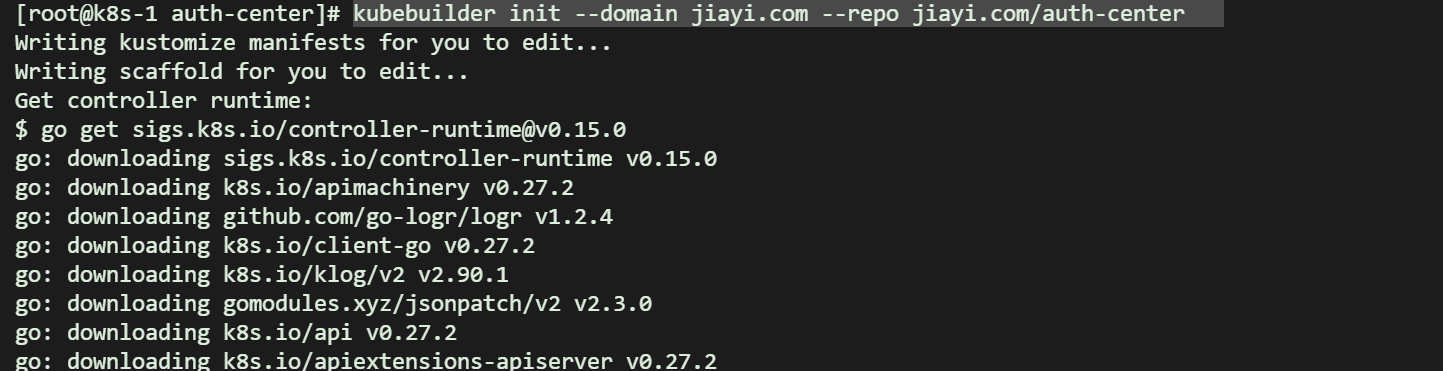 [root@k8s-1 auth-center]# kubebuilder init --domain jiayi.com --repo jiayi.com/auth-center
Writing kustomize manifests for you to edit...
Writing scaffold for you to edit...
Get controller runtime:
$ go get sigs.k8s.io/controller-runtime@v0.15.0
go: downloading sigs.k8s.io/controller-runtime v0.15.0
go: downloading k8s.io/apimachinery v0.27.2
go: downloading github.com/go-logr/logr v1.2.4
go: downloading k8s.io/client-go v0.27.2
go: downloading k8s.io/klog/v2 v2.90.1
go: downloading gomodules.xyz/jsonpatch/v2 v2.3.0
go: downloading k8s.io/api v0.27.2
go: downloading k8s.io/apiextensions-apiserver v0.27.2